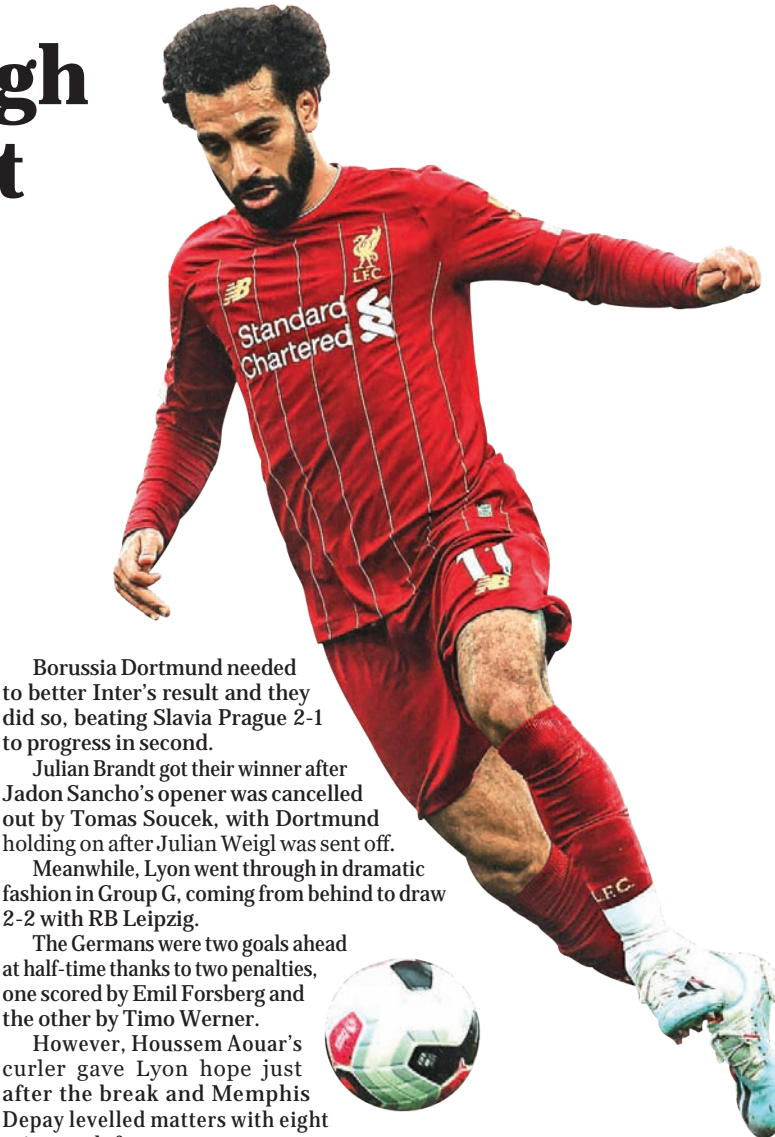 gh
t
L.F.C.
Standard
Chartered
11
NB
L.F.C.
Borussia Dortmund needed
to better Inter's result and they
did so, beating Slavia Prague 2-1
to progress in second.
Julian Brandt got their winner after
Jadon Sancho's opener was cancelled
out by Tomas Soucek, with Dortmund
holding on after Julian Weigl was sent off.
Meanwhile, Lyon went through in dramatic
fashion in Group G, coming from behind to draw
2-2 with RB Leipzig.
The Germans were two goals ahead
at half-time thanks to two penalties,
one scored by Emil Forsberg and
the other by Timo Werner.
However, Houssem Aouar's
curler gave Lyon hope just
after the break and Memphis
Depay levelled matters with eight